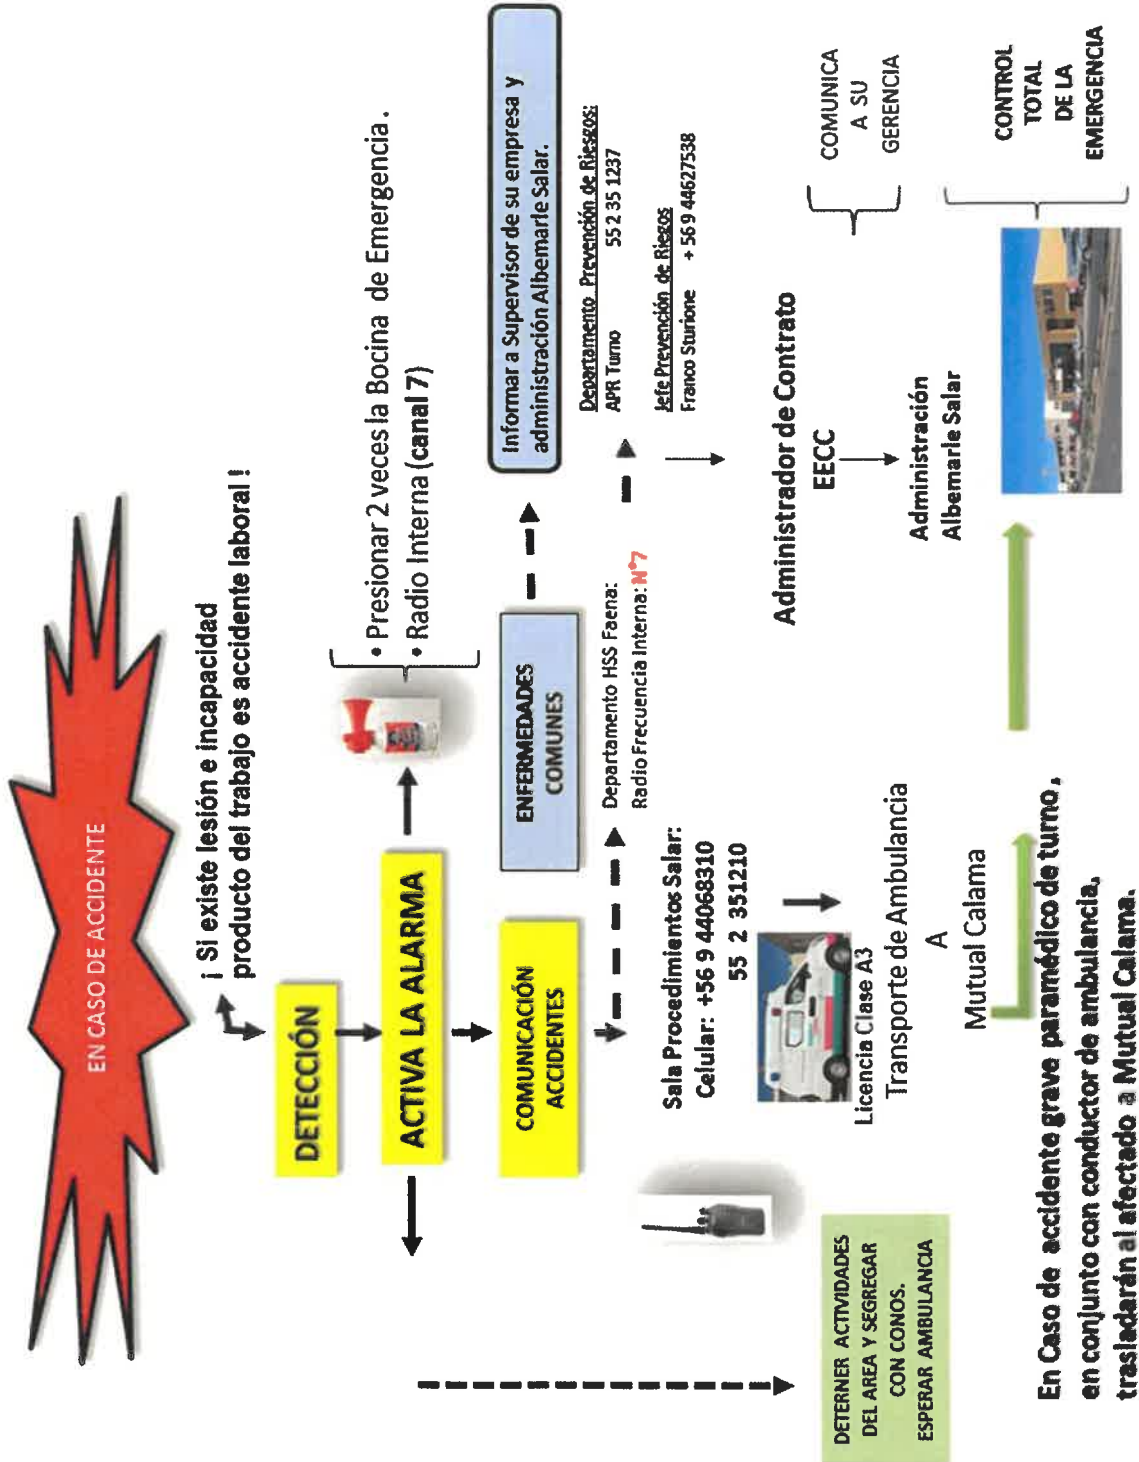 EN CASO DE ACCIDENTE
¡ Si existe lesión e incapacidad
producto del trabajo es accidente laboral !
DETECCIÓN
ACTIVA LA ALARMA
• Presionar 2 veces la Bocina de Emergencia.
• Radio Interna (canal 7)
COMUNICACIÓN
ACCIDENTES
ENFERMEDADES
COMUNES
Informar a Supervisor de su empresa y
administración Albemarle Salar.
Departamento HSS Faena:
Radio Frecuencia Interna: N°7
Departamento Prevención de Riesgos:
APR Turno 55 2 35 1237
Jefe Prevención de Riezos
Franco Sturione + 56 9 44627538
Sala Procedimientos Salar:
Celular: +56 9 44068310
55 2 351210
Licencia Clase A3
Transporte de Ambulancia
A
Mutual Calama
Administrador de Contrato
EECC
Administración
Albemarle Salar
COMUNICA
A SU
GERENCIA
CONTROL
TOTAL
DE LA
EMERGENCIA
DETERNER ACTIVIDADES
DEL AREA Y SEGREGAR
CON CONOS.
ESPERAR AMBULANCIA
En Caso de accidente grave paramédico de turno,
en conjunto con conductor de ambulancia,
trasladarán al afectado a Mutual Calama.